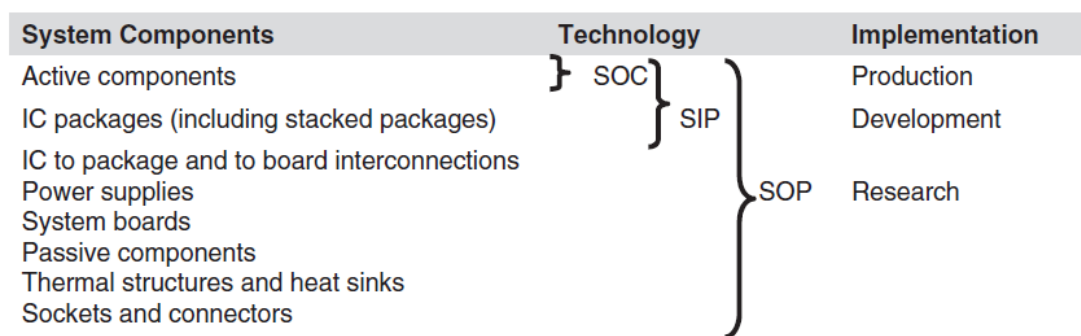 System Components Technology Implementation
Active components SOC Production
IC packages (including stacked packages) SIP Development
IC to package and to board interconnections
Power supplies SOP Research
System boards
Passive components
Thermal structures and heat sinks
Sockets and connectors